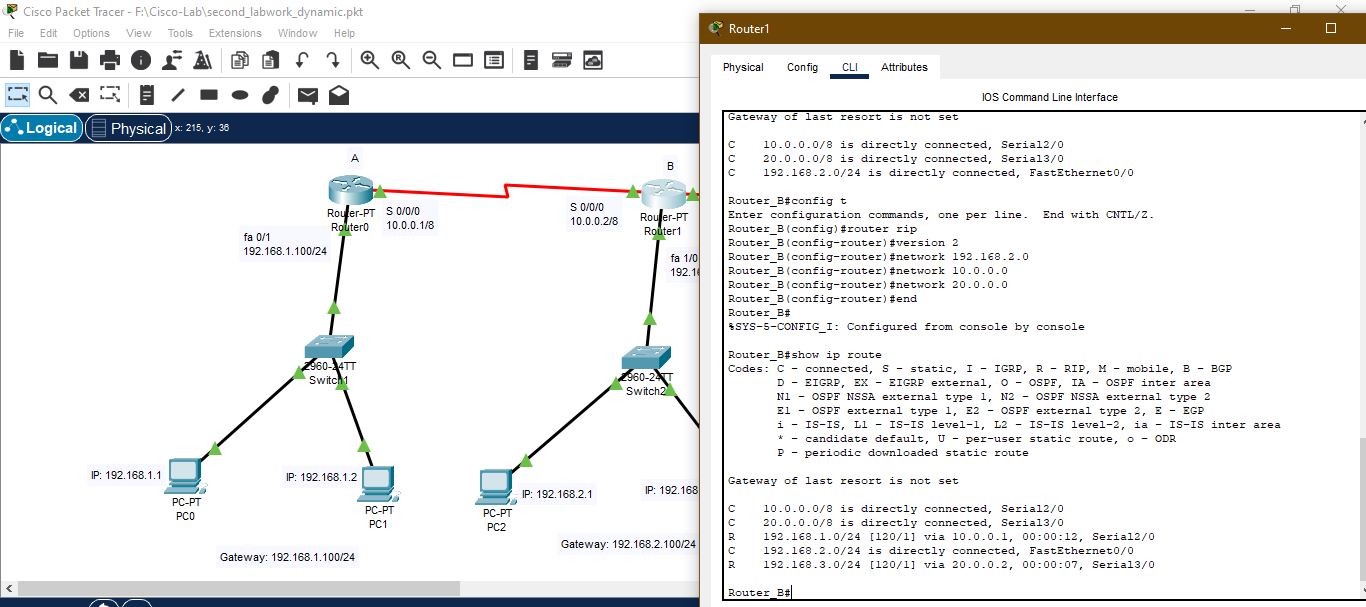 Cisco Packet Tracer - F:\Cisco-Lab\second_labwork_dynamic.pkt
File Edit Options View Tools Extensions Window Help
Logical Physical x: 215, y: 36
A
B
Router-PT
Router0
S 0/0/0
10.0.0.1/8
S 0/0/0
10.0.0.2/8
Router-PT
Router1
fa 0/1
192.168.1.100/24
fa 1/0
2960-24TT
Switch1
2960-24TT
Switch2
IP: 192.168.1.1
PC-PT
PC0
IP: 192.168.1.2
PC-PT
PC1
IP: 192.168.2.1
PC-PT
PC2
IP: 192.168
Gateway: 192.168.1.100/24
Gateway: 192.168.2.100/24
Router1
Physical Config CLI Attributes
IOS Command Line Interface
Gateway of last resort is not set
C 10.0.0.0/8 is directly connected, Serial2/0
C 20.0.0.0/8 is directly connected, Serial3/0
C 192.168.2.0/24 is directly connected, FastEthernet0/0
Router_B#config t
Enter configuration commands, one per line. End with CNTL/Z.
Router_B(config)#router rip
Router_B(config-router)#version 2
Router_B(config-router)#network 192.168.2.0
Router_B(config-router)#network 10.0.0.0
Router_B(config-router)#network 20.0.0.0
Router_B(config-router)#end
Router_B#
%SYS-5-CONFIG_I: Configured from console by console
Router_B#show ip route
Codes: C - connected, S - static, I - IGRP, R - RIP, M - mobile, B - BGP
D - EIGRP, EX - EIGRP external, O - OSPF, IA - OSPF inter area
N1 - OSPF NSSA external type 1, N2 - OSPF NSSA external type 2
E1 - OSPF external type 1, E2 - OSPF external type 2, E - EGP
i - IS-IS, L1 - IS-IS level-1, L2 - IS-IS level-2, ia - IS-IS inter area
* - candidate default, U - per-user static route, o - ODR
P - periodic downloaded static route
Gateway of last resort is not set
C 10.0.0.0/8 is directly connected, Serial2/0
C 20.0.0.0/8 is directly connected, Serial3/0
R 192.168.1.0/24 [120/1] via 10.0.0.1, 00:00:12, Serial2/0
C 192.168.2.0/24 is directly connected, FastEthernet0/0
R 192.168.3.0/24 [120/1] via 20.0.0.2, 00:00:07, Serial3/0
Router_B#